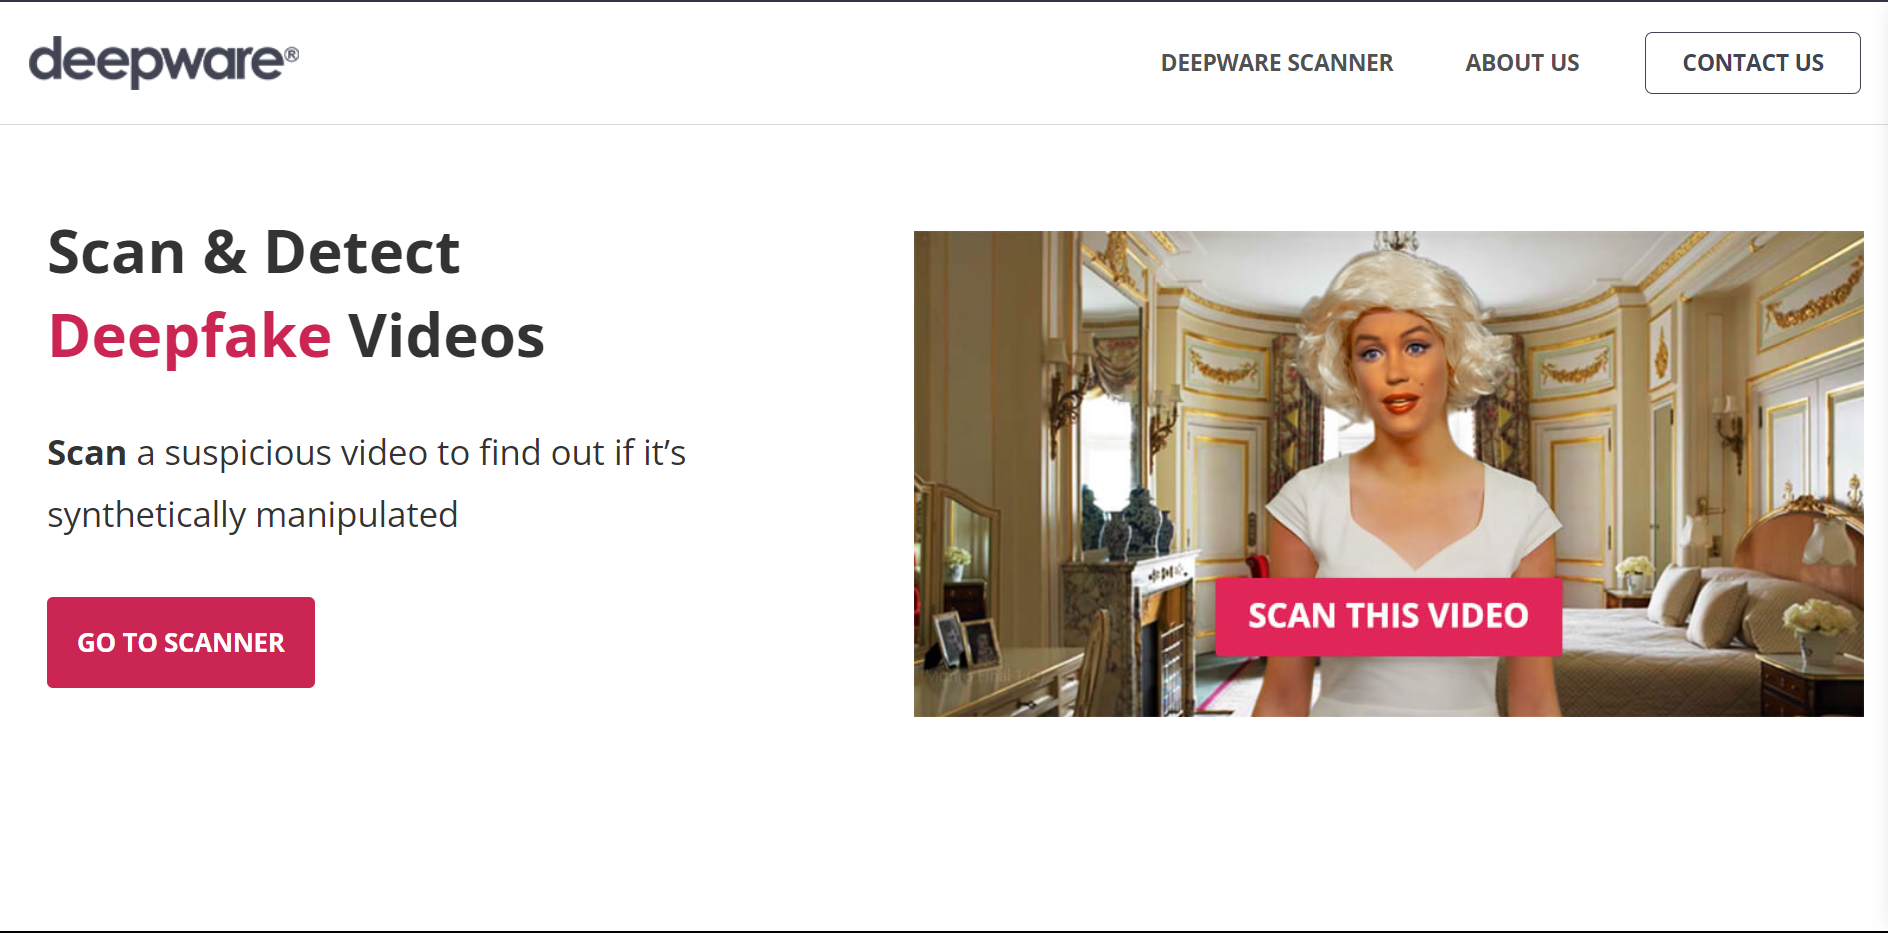 deepware®
DEEPWARE SCANNER
ABOUT US
CONTACT US
Scan & Detect
Deepfake Videos
Scan a suspicious video to find out if it’s
synthetically manipulated
GO TO SCANNER
SCAN THIS VIDEO